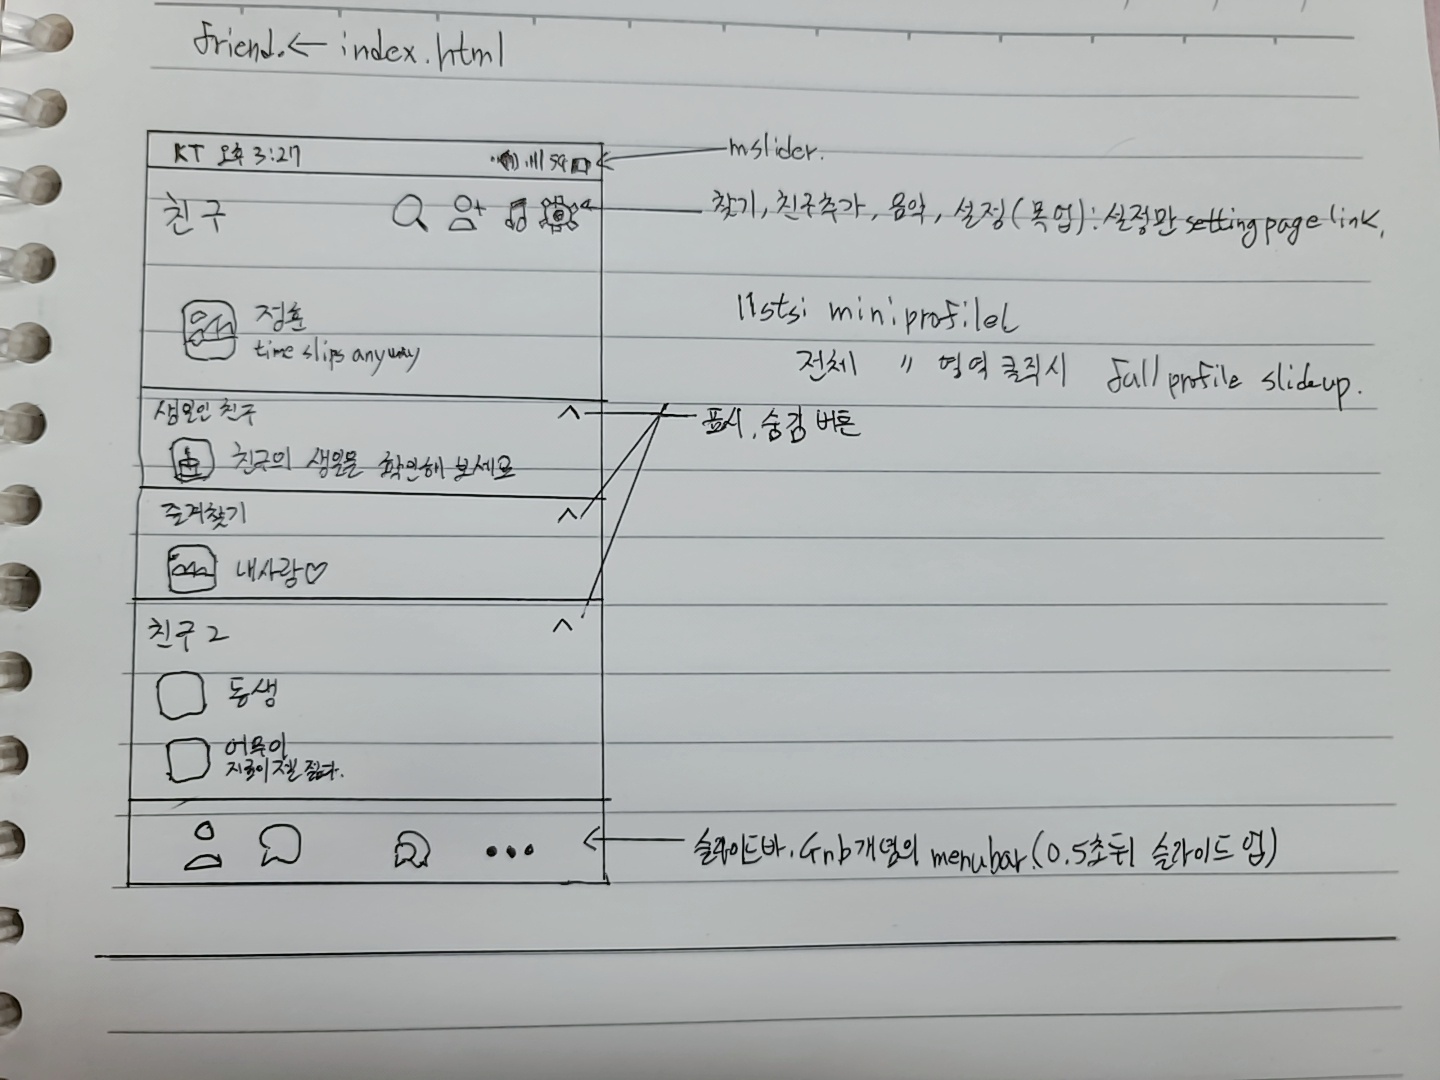 friend.← index.html
KT 오후 3:27
5G
mslider.
친구
찾기, 친구추가, 음악, 설정(목업): 설정만 setting page link.
정훈
time slips anyway
lists: miniprofile
전체 〃 영역 클릭시 full profile slideup.
생일인 친구 ^
표시, 숨김 버튼
친구의 생일을 확인해 보세요
즐겨찾기 ^
내사랑♡
친구 2 ^
동생
어무이
지금이 젤 젊다.
슬라이드바. Gnb개념의 menubar.(0.5초뒤 슬라이드 업)